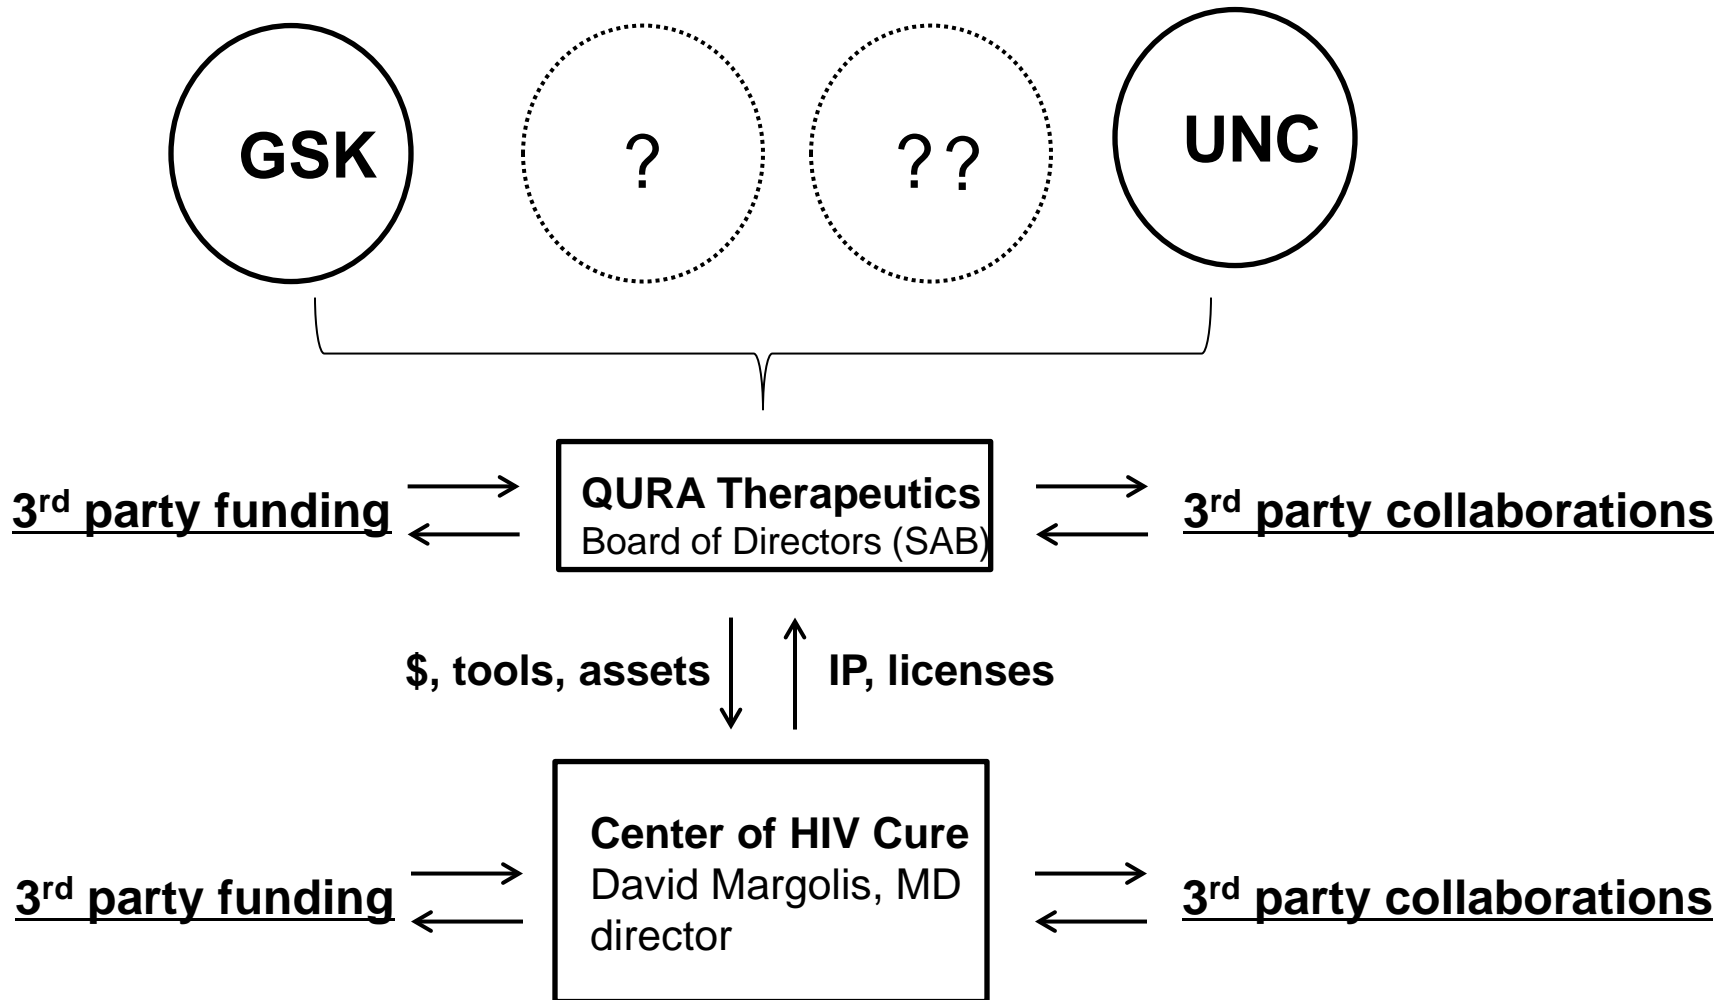 GSK
?
??
UNC
3rd party funding
QURA Therapeutics
Board of Directors (SAB)
3rd party collaborations
$, tools, assets
IP, licenses
3rd party funding
Center of HIV Cure
David Margolis, MD
director
3rd party collaborations